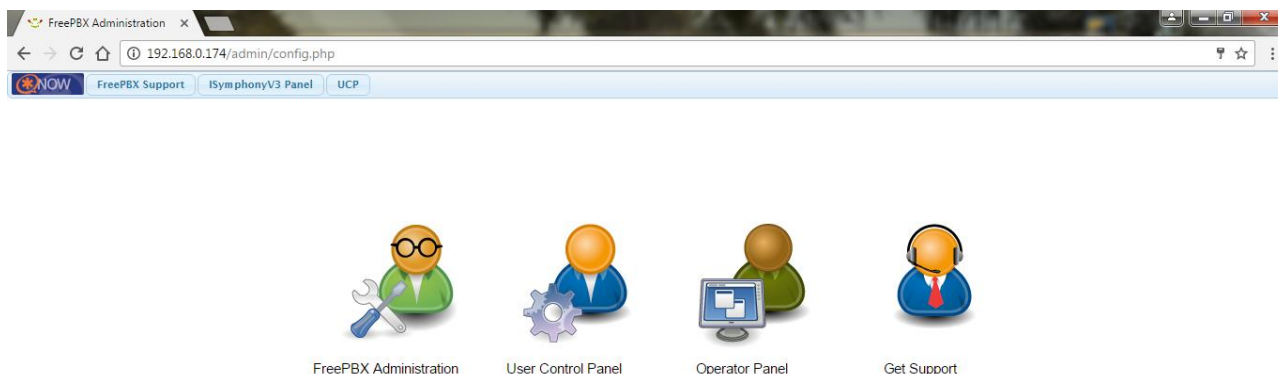 FreePBX Administration
192.168.0.174/admin/config.php
NOW FreePBX Support ISymphonyV3 Panel UCP
FreePBX Administration User Control Panel Operator Panel Get Support